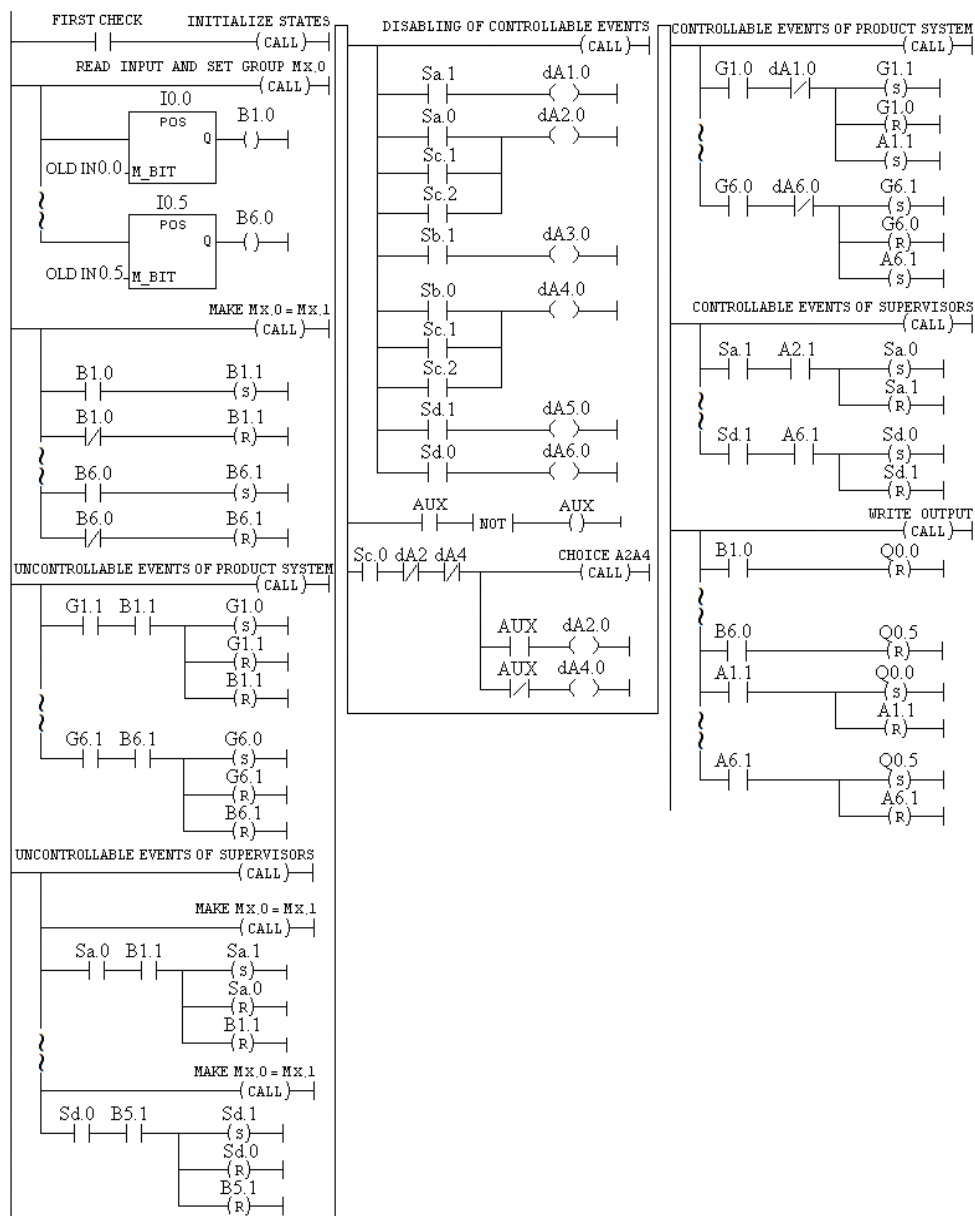 FIRST CHECK INITIALIZE STATES
(CALL)
READ INPUT AND SET GROUP MX.0
(CALL)
I0.0
POS B1.0
Q ( )
OLD IN0.0 M_BIT
I0.5
POS B6.0
Q ( )
OLD IN0.5 M_BIT
MAKE MX.0 = MX.1
(CALL)
B1.0 B1.1
(S)
B1.0 B1.1
(R)
B6.0 B6.1
(S)
B6.0 B6.1
(R)
UNCONTROLLABLE EVENTS OF PRODUCT SYSTEM
(CALL)
G1.1 B1.1 G1.0
(S)
G1.1
(R)
B1.1
(R)
G6.1 B6.1 G6.0
(S)
G6.1
(R)
B6.1
(R)
UNCONTROLLABLE EVENTS OF SUPERVISORS
(CALL)
MAKE MX.0 = MX.1
(CALL)
Sa.0 B1.1 Sa.1
(S)
Sa.0
(R)
B1.1
(R)
MAKE MX.0 = MX.1
(CALL)
Sd.0 B5.1 Sd.1
(S)
Sd.0
(R)
B5.1
(R)
DISABLING OF CONTROLLABLE EVENTS
(CALL)
Sa.1 dA1.0
Sa.0 dA2.0
Sc.1
Sc.2
Sb.1 dA3.0
Sb.0 dA4.0
Sc.1
Sc.2
Sd.1 dA5.0
Sd.0 dA6.0
AUX AUX
NOT
Sc.0 dA2 dA4 CHOICE A2A4
(CALL)
AUX dA2.0
AUX dA4.0
CONTROLLABLE EVENTS OF PRODUCT SYSTEM
(CALL)
G1.0 dA1.0 G1.1
(S)
G1.0
(R)
A1.1
(S)
G6.0 dA6.0 G6.1
(S)
G6.0
(R)
A6.1
(S)
CONTROLLABLE EVENTS OF SUPERVISORS
(CALL)
Sa.1 A2.1 Sa.0
(S)
Sa.1
(R)
Sd.1 A6.1 Sd.0
(S)
Sd.1
(R)
WRITE OUTPUT
(CALL)
B1.0 Q0.0
(R)
B6.0 Q0.5
(R)
A1.1 Q0.0
(S)
A1.1
(R)
A6.1 Q0.5
(S)
A6.1
(R)